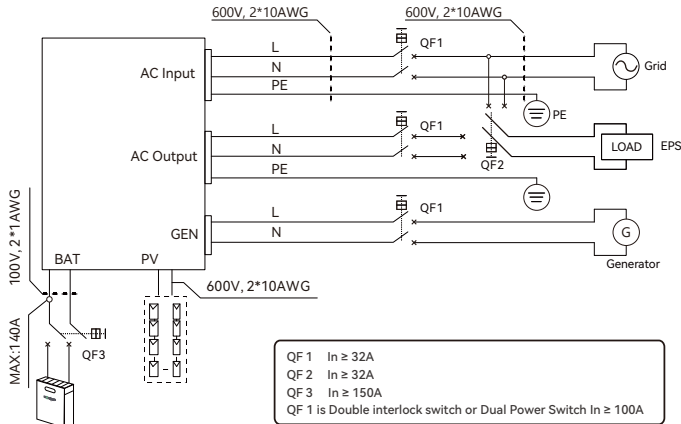 600V, 2*10AWG
600V, 2*10AWG
L
QF1
AC Input
N
Grid
PE
PE
L
QF1
AC Output
N
QF2
LOAD
EPS
PE
L
QF1
GEN
N
G
Generator
100V, 2*1AWG
BAT
PV
600V, 2*10AWG
MAX:140A
QF3
QF 1 In ≥ 32A
QF 2 In ≥ 32A
QF 3 In ≥ 150A
QF 1 is Double interlock switch or Dual Power Switch In ≥ 100A